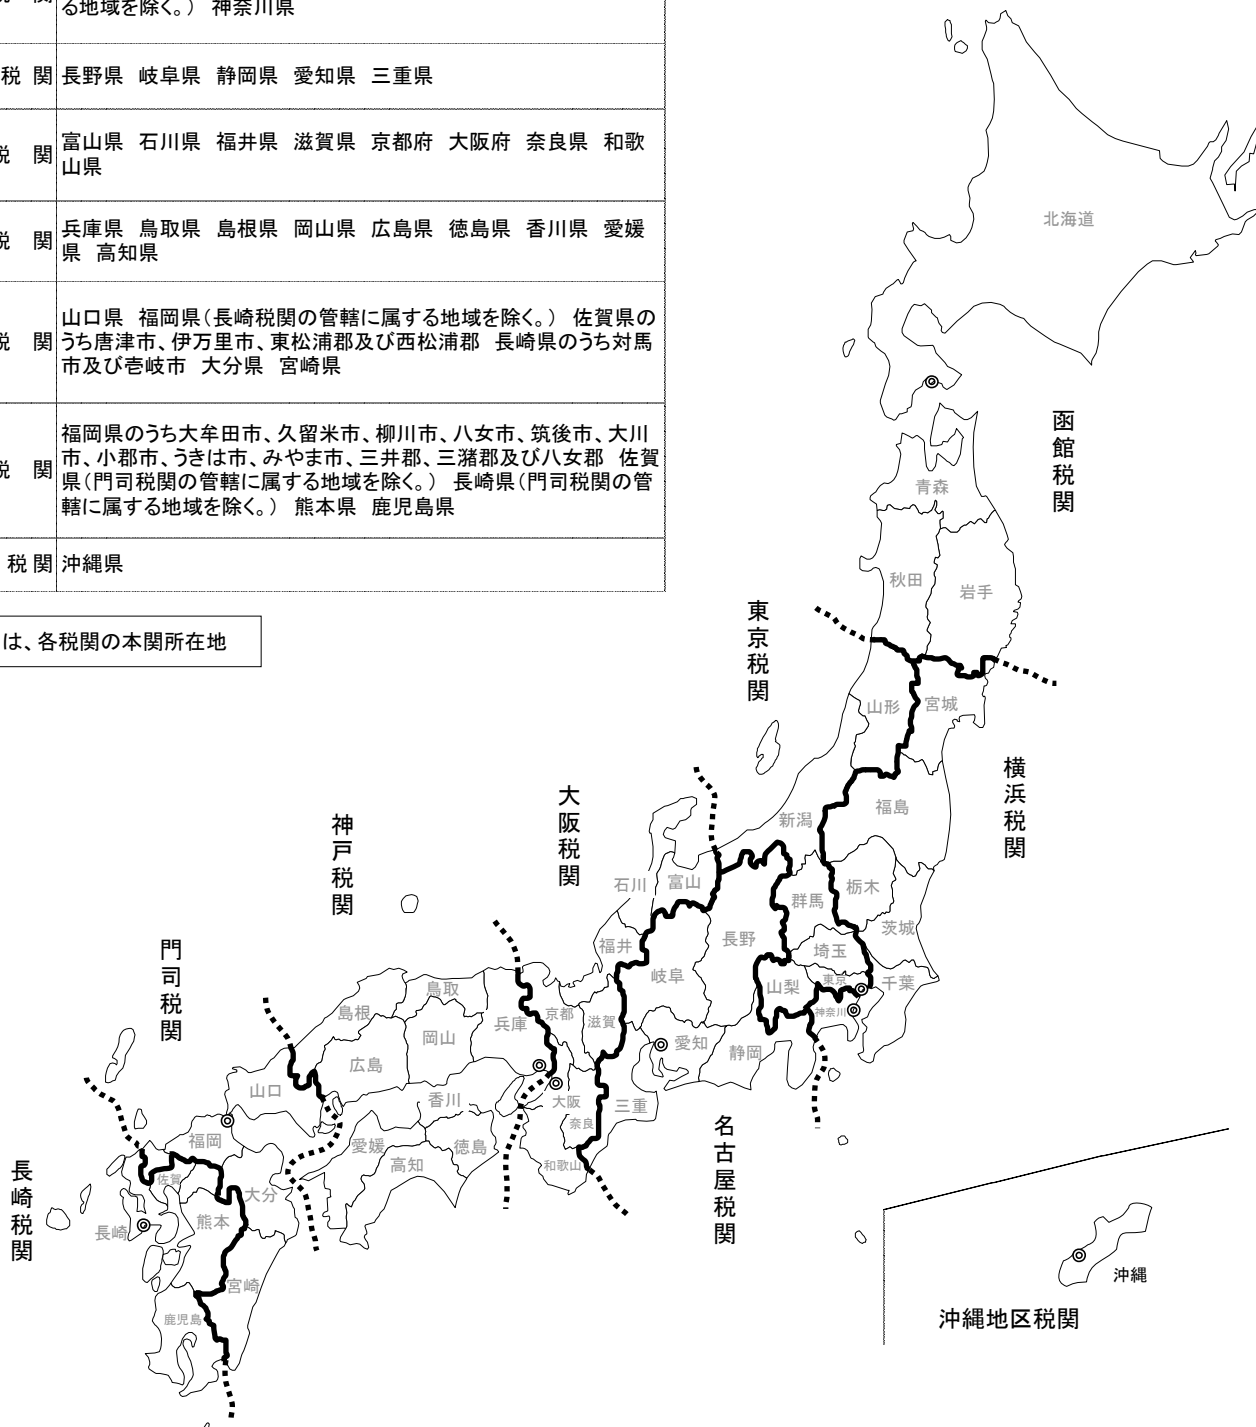 る地域を除く。） 神奈川県
税 関 長野県 岐阜県 静岡県 愛知県 三重県
関 富山県 石川県 福井県 滋賀県 京都府 大阪府 奈良県 和歌
山県
関 兵庫県 鳥取県 島根県 岡山県 広島県 徳島県 香川県 愛媛
県 高知県
山口県 福岡県（長崎税関の管轄に属する地域を除く。） 佐賀県の
関 うち唐津市、伊万里市、東松浦郡及び西松浦郡 長崎県のうち対馬
市及び壱岐市 大分県 宮崎県
福岡県のうち大牟田市、久留米市、柳川市、八女市、筑後市、大川
市、小郡市、うきは市、みやま市、三井郡、三潴郡及び八女郡 佐賀
関 県（門司税関の管轄に属する地域を除く。） 長崎県（門司税関の管
轄に属する地域を除く。） 熊本県 鹿児島県
税関 沖縄県
は、各税関の本関所在地
北海道
函館税関
青森
秋田
岩手
東京税関
山形
宮城
横浜税関
福島
新潟
大阪税関
神戸税関
石川
富山
群馬
栃木
茨城
門司税関
福井
長野
埼玉
岐阜
山梨
東京
千葉
神奈川
鳥取
島根
兵庫
京都
滋賀
岡山
愛知
静岡
広島
山口
香川
大阪
三重
奈良
名古屋税関
福岡
愛媛
徳島
高知
和歌山
長崎税関
佐賀
大分
熊本
長崎
宮崎
鹿児島
沖縄
沖縄地区税関